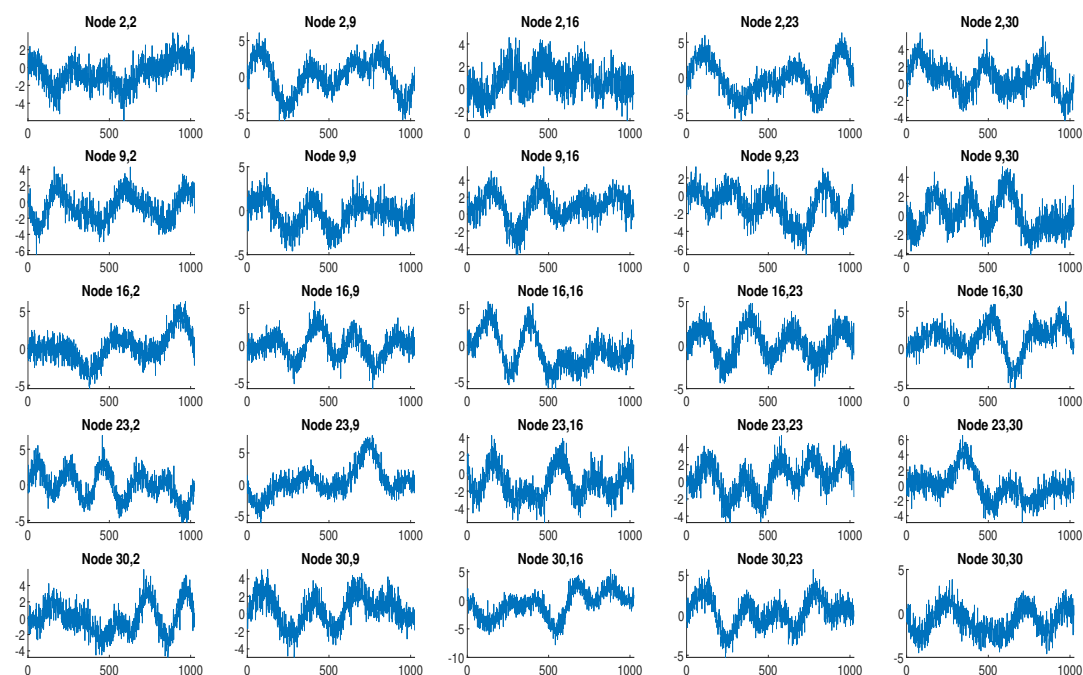 Node 2,2 Node 2,9 Node 2,16 Node 2,23 Node 2,30
2 5 4 5 6
0 0 2 0 4
-2 -5 0 -5 2
-4 -2 0
-2
-4
0 500 1000 0 500 1000 0 500 1000 0 500 1000 0 500 1000
Node 9,2 Node 9,9 Node 9,16 Node 9,23 Node 9,30
4 5 4 2 4
2 0 2 0 2
0 -5 0 -2 0
-2 -2 -4 -2
-4 -4 -6 -4
-6
0 500 1000 0 500 1000 0 500 1000 0 500 1000 0 500 1000
Node 16,2 Node 16,9 Node 16,16 Node 16,23 Node 16,30
5 5 5 5 5
0 0 0 0 0
-5 -5 -5 -5 -5
0 500 1000 0 500 1000 0 500 1000 0 500 1000 0 500 1000
Node 23,2 Node 23,9 Node 23,16 Node 23,23 Node 23,30
5 5 4 4 6
0 0 2 2 4
-5 -5 0 0 2
-2 -2 0
-4 -4 -2
-4
0 500 1000 0 500 1000 0 500 1000 0 500 1000 0 500 1000
Node 30,2 Node 30,9 Node 30,16 Node 30,23 Node 30,30
4 4 5 5 5
2 2 0 0 0
0 0 -5 -5 -5
-2 -2 -10
-4 -4
0 500 1000 0 500 1000 0 500 1000 0 500 1000 0 500 1000